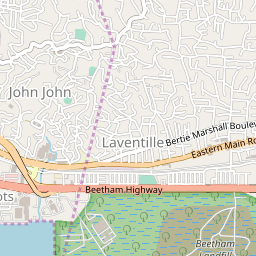 John John
Laventille
Bertie Marshall Boulev
Eastern Main Ro
Beetham Highway
ots
Beetham
Landfill